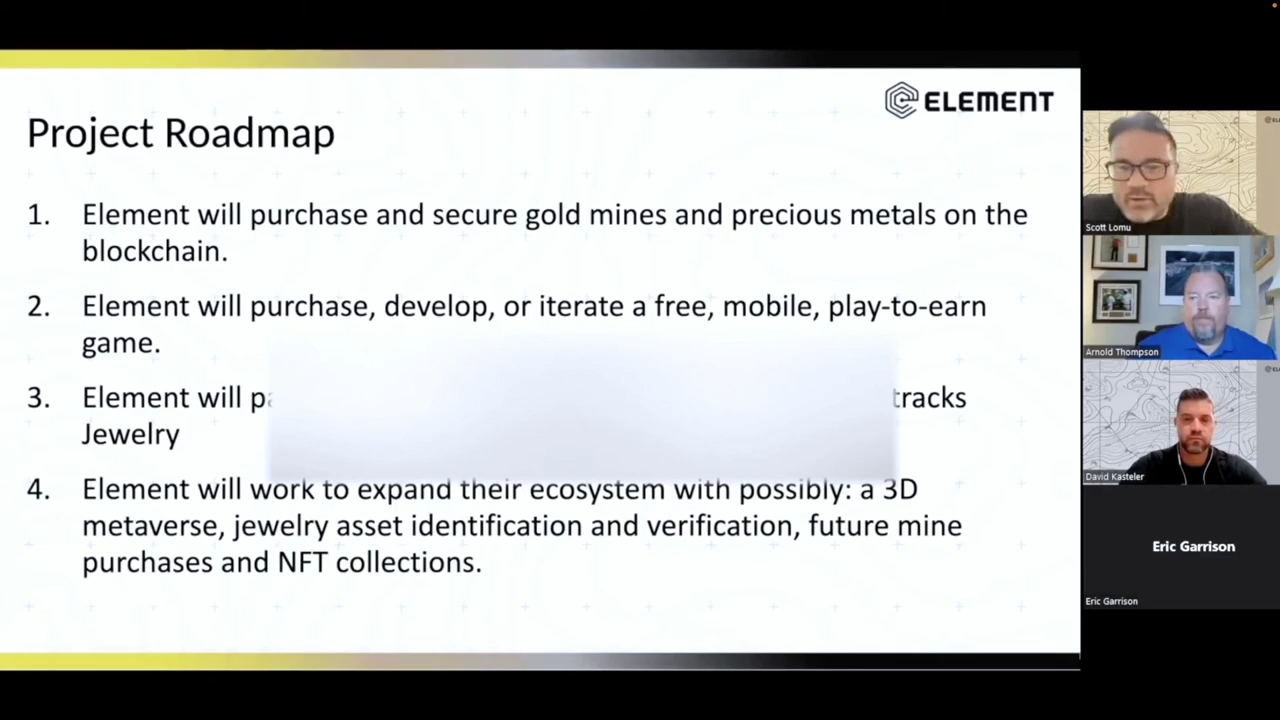 ELEMENT
Project Roadmap
1. Element will purchase and secure gold mines and precious metals on the
blockchain.
2. Element will purchase, develop, or iterate a free, mobile, play-to-earn
game.
3. Element will tracks
Jewelry
4. Element will work to expand their ecosystem with possibly: a 3D
metaverse, jewelry asset identification and verification, future mine
purchases and NFT collections.
Scott Lomu
Arnold Thompson
David Kasteler
Eric Garrison
Eric Garrison